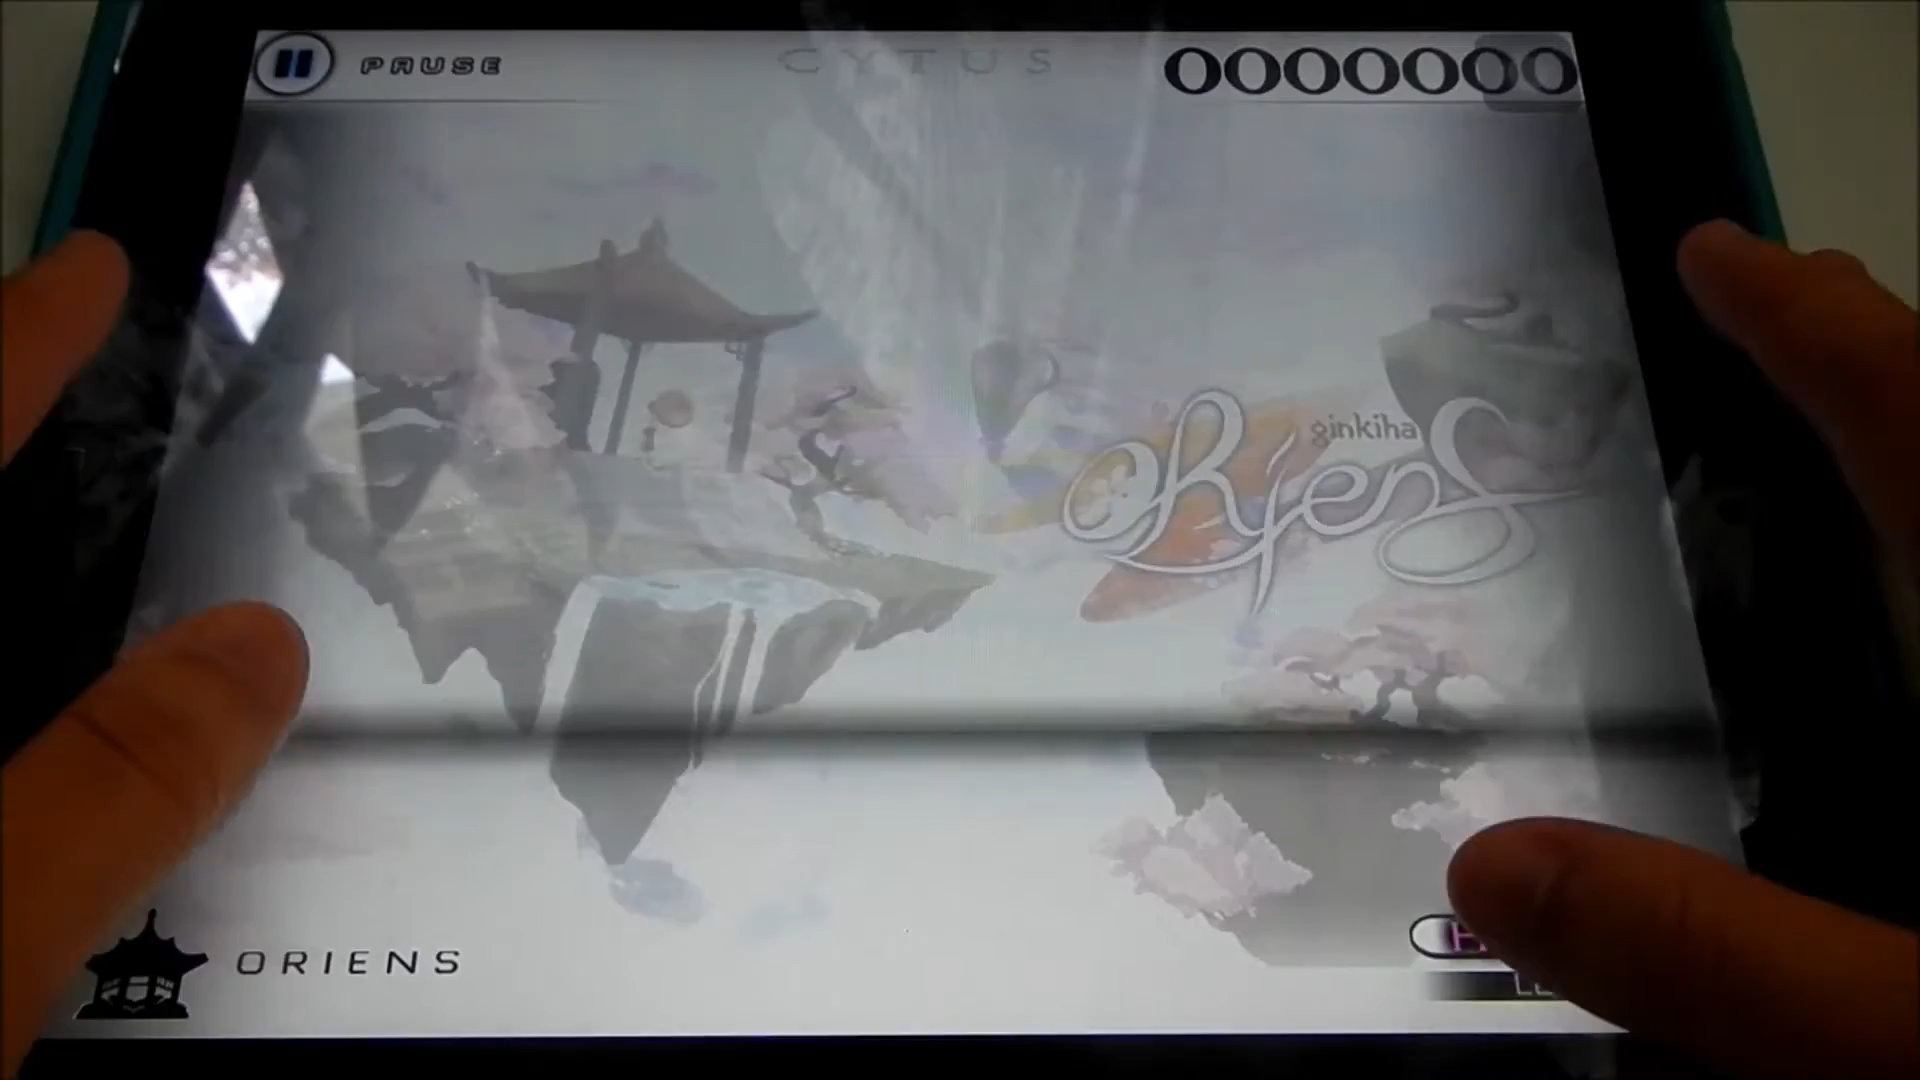 PAUSE
CYTUS
0000000
ginkiha
ORiens
ORIENS